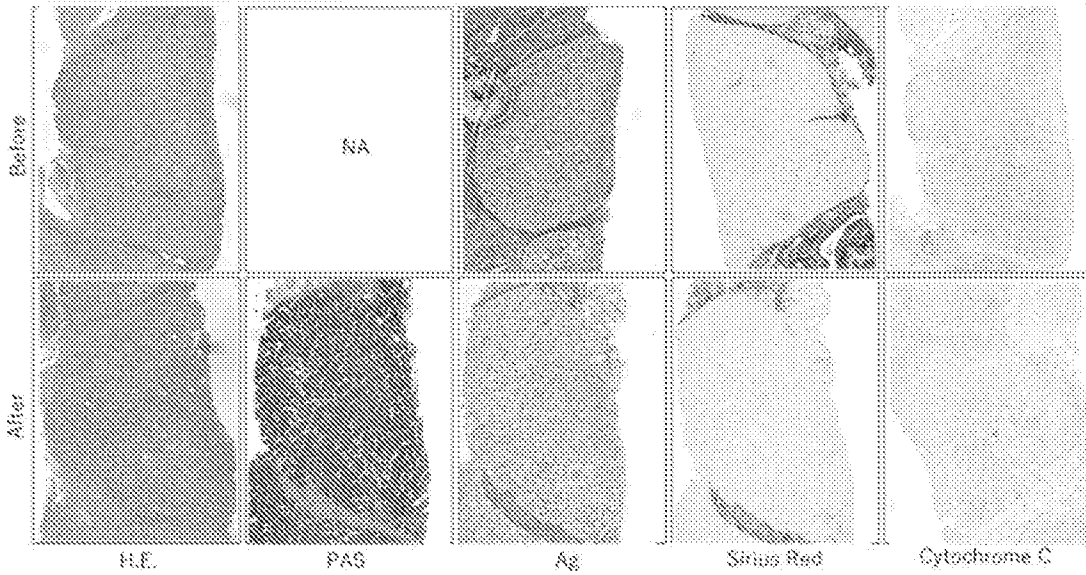 Before
NA
After
H.E.
PAS
Ag
Sirius Red
Cytochrome C